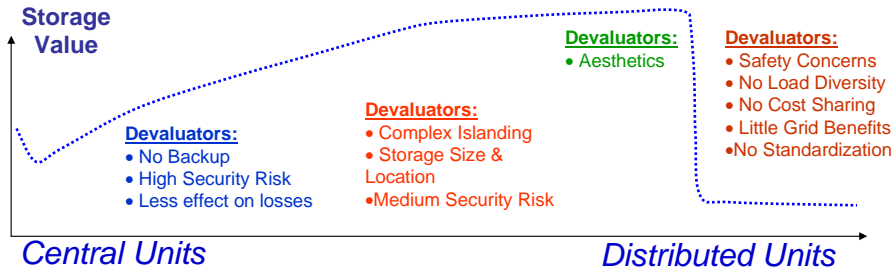 Storage
Value
Devaluators:
• No Backup
• High Security Risk
• Less effect on losses
Devaluators:
• Complex Islanding
• Storage Size &
Location
•Medium Security Risk
Devaluators:
• Aesthetics
Devaluators:
• Safety Concerns
• No Load Diversity
• No Cost Sharing
• Little Grid Benefits
•No Standardization
Central Units
Distributed Units